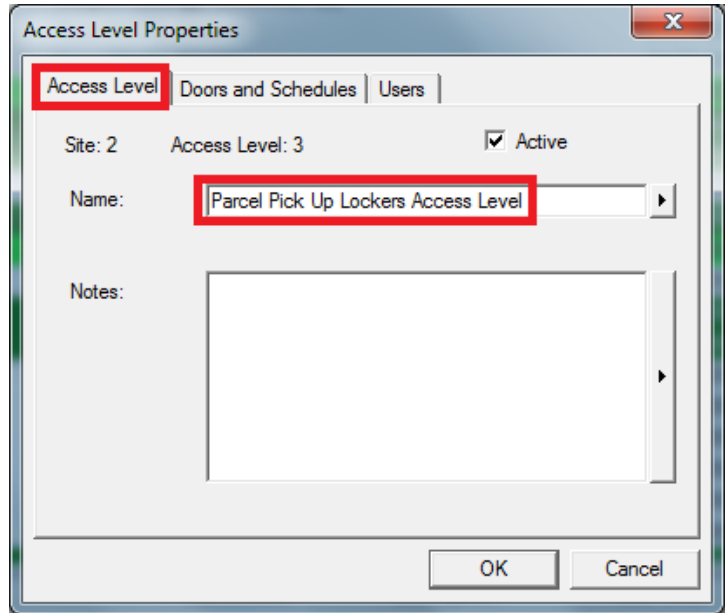 Access Level Properties
Access Level Doors and Schedules Users
Site: 2 Access Level: 3 Active
Name: Parcel Pick Up Lockers Access Level
Notes:
OK Cancel